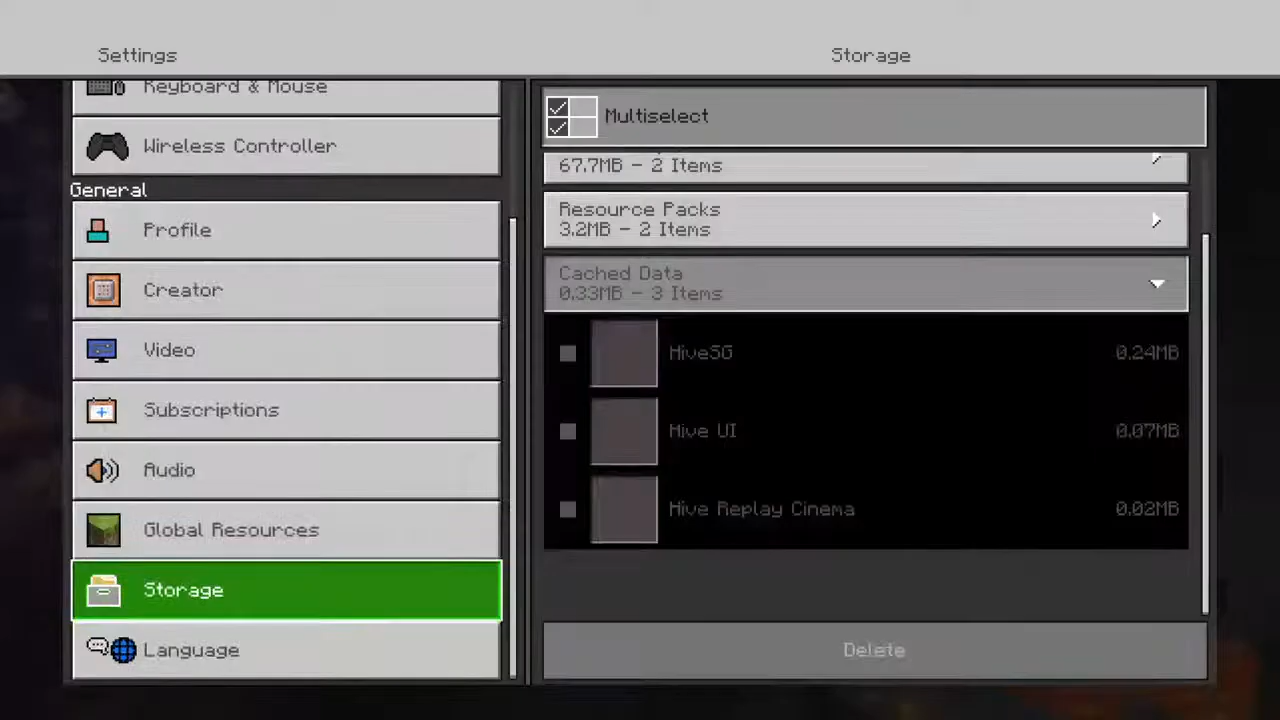 Settings
Storage
Keyboard & Mouse
Wireless Controller
General
Profile
Creator
Video
Subscriptions
Audio
Global Resources
Storage
Language
Multiselect
67.7MB - 2 Items
Resource Packs
3.2MB - 2 Items
Cached Data
0.33MB - 3 Items
HiveSG 0.24MB
Hive UI 0.07MB
Hive Replay Cinema 0.02MB
Delete